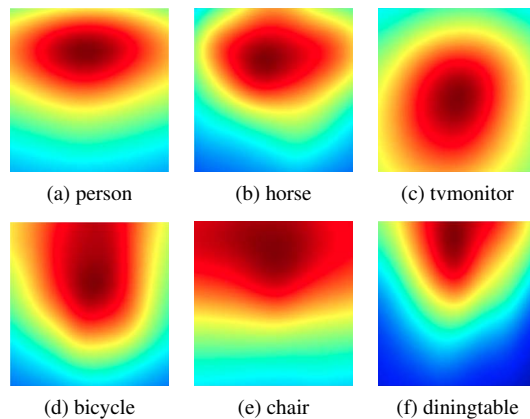 (a) person
(b) horse
(c) tvmonitor
(d) bicycle
(e) chair
(f) diningtable